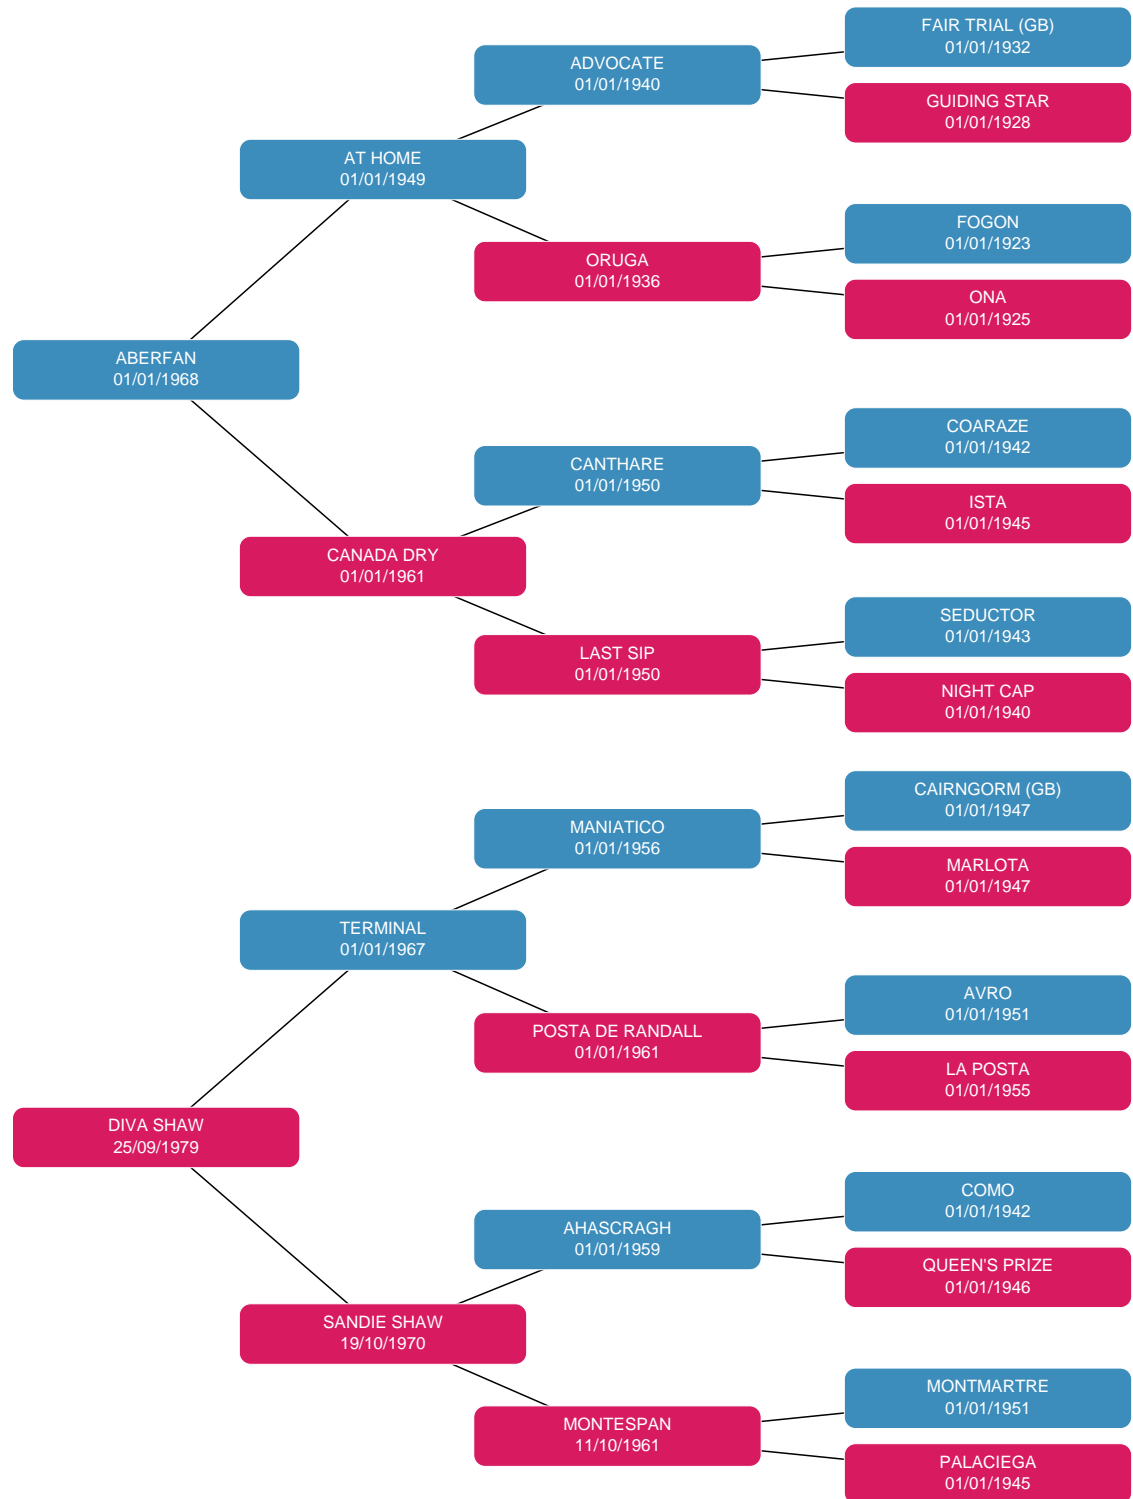 FAIR TRIAL (GB)
01/01/1932
ADVOCATE
01/01/1940
GUIDING STAR
01/01/1928
AT HOME
01/01/1949
FOGON
01/01/1923
ORUGA
01/01/1936
ONA
01/01/1925
ABERFAN
01/01/1968
COARAZE
01/01/1942
CANTHARE
01/01/1950
ISTA
01/01/1945
CANADA DRY
01/01/1961
SEDUCTOR
01/01/1943
LAST SIP
01/01/1950
NIGHT CAP
01/01/1940
CAIRNGORM (GB)
01/01/1947
MANIATICO
01/01/1956
MARLOTA
01/01/1947
TERMINAL
01/01/1967
AVRO
01/01/1951
POSTA DE RANDALL
01/01/1961
LA POSTA
01/01/1955
DIVA SHAW
25/09/1979
COMO
01/01/1942
AHASCRAGH
01/01/1959
QUEEN'S PRIZE
01/01/1946
SANDIE SHAW
19/10/1970
MONTMARTRE
01/01/1951
MONTESPAN
11/10/1961
PALACIEGA
01/01/1945